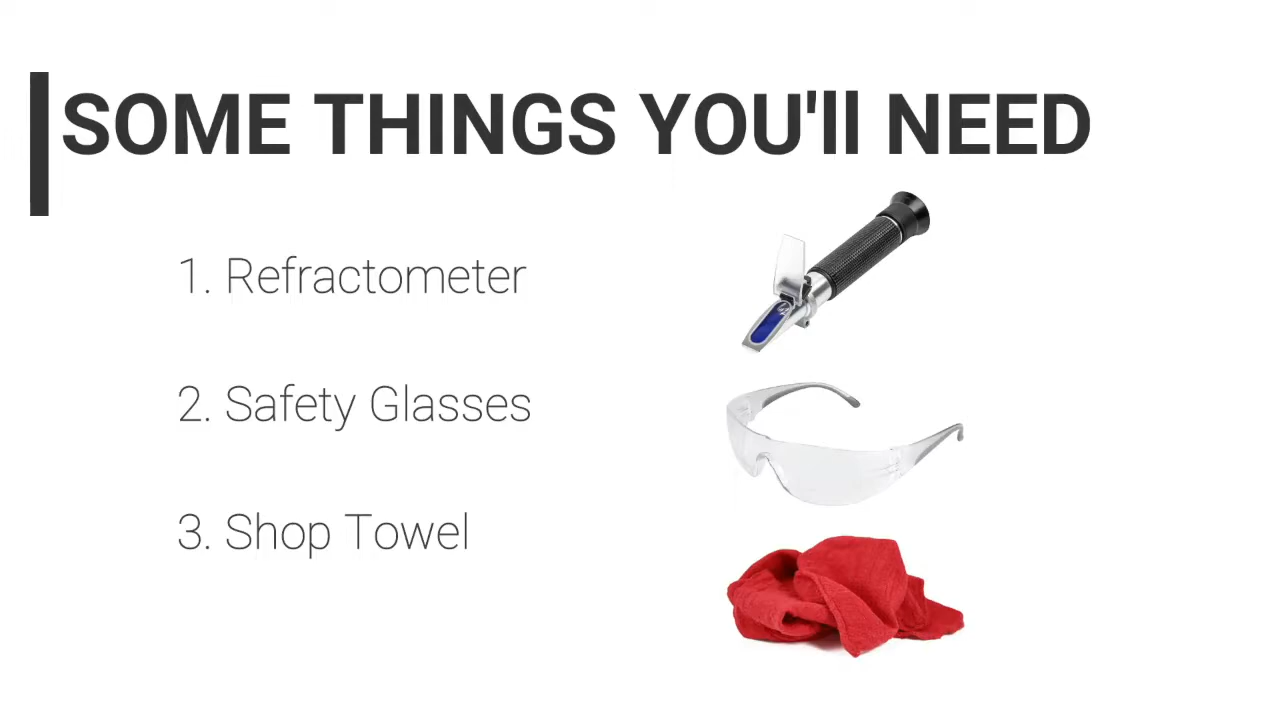 SOME THINGS YOU'll NEED
1. Refractometer
2. Safety Glasses
3. Shop Towel